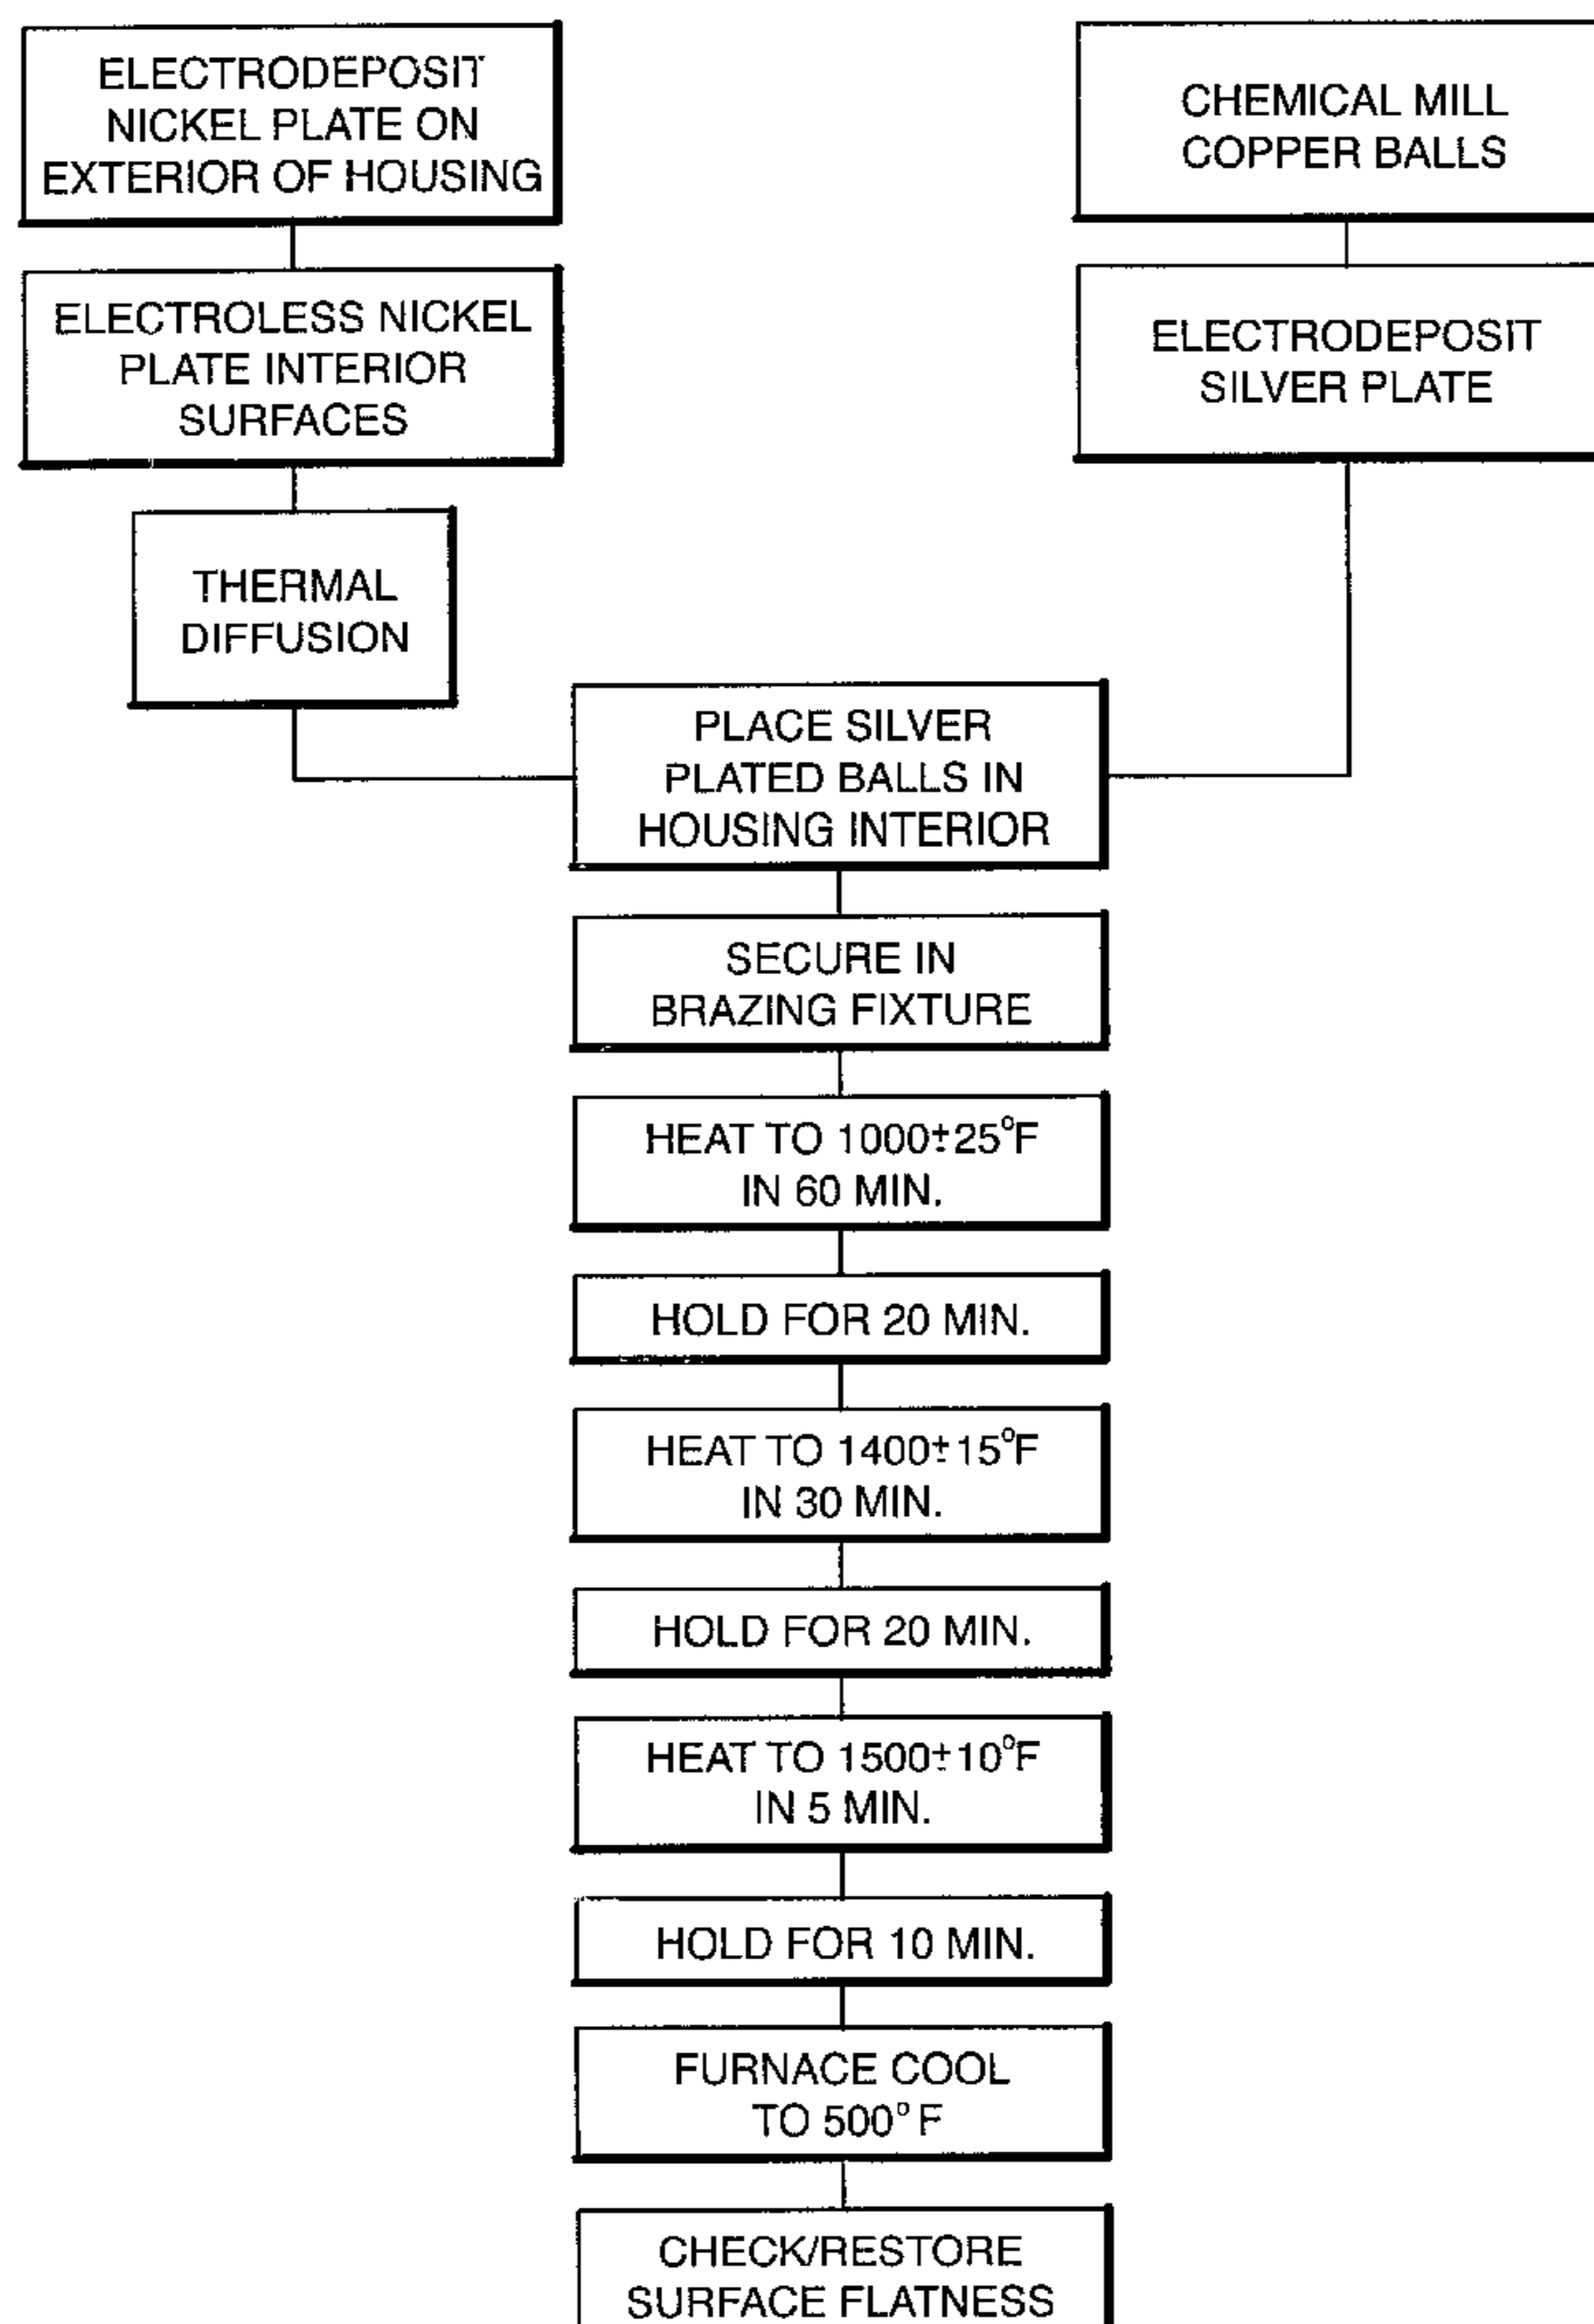 ELECTRODEPOSIT
NICKEL PLATE ON
EXTERIOR OF HOUSING
ELECTROLESS NICKEL
PLATE INTERIOR
SURFACES
THERMAL
DIFFUSION
CHEMICAL MILL
COPPER BALLS
ELECTRODEPOSIT
SILVER PLATE
PLACE SILVER
PLATED BALLS IN
HOUSING INTERIOR
SECURE IN
BRAZING FIXTURE
HEAT TO 1000±25°F
IN 60 MIN.
HOLD FOR 20 MIN.
HEAT TO 1400±15°F
IN 30 MIN.
HOLD FOR 20 MIN.
HEAT TO 1500±10°F
IN 5 MIN.
HOLD FOR 10 MIN.
FURNACE COOL
TO 500° F
CHECK/RESTORE
SURFACE FLATNESS